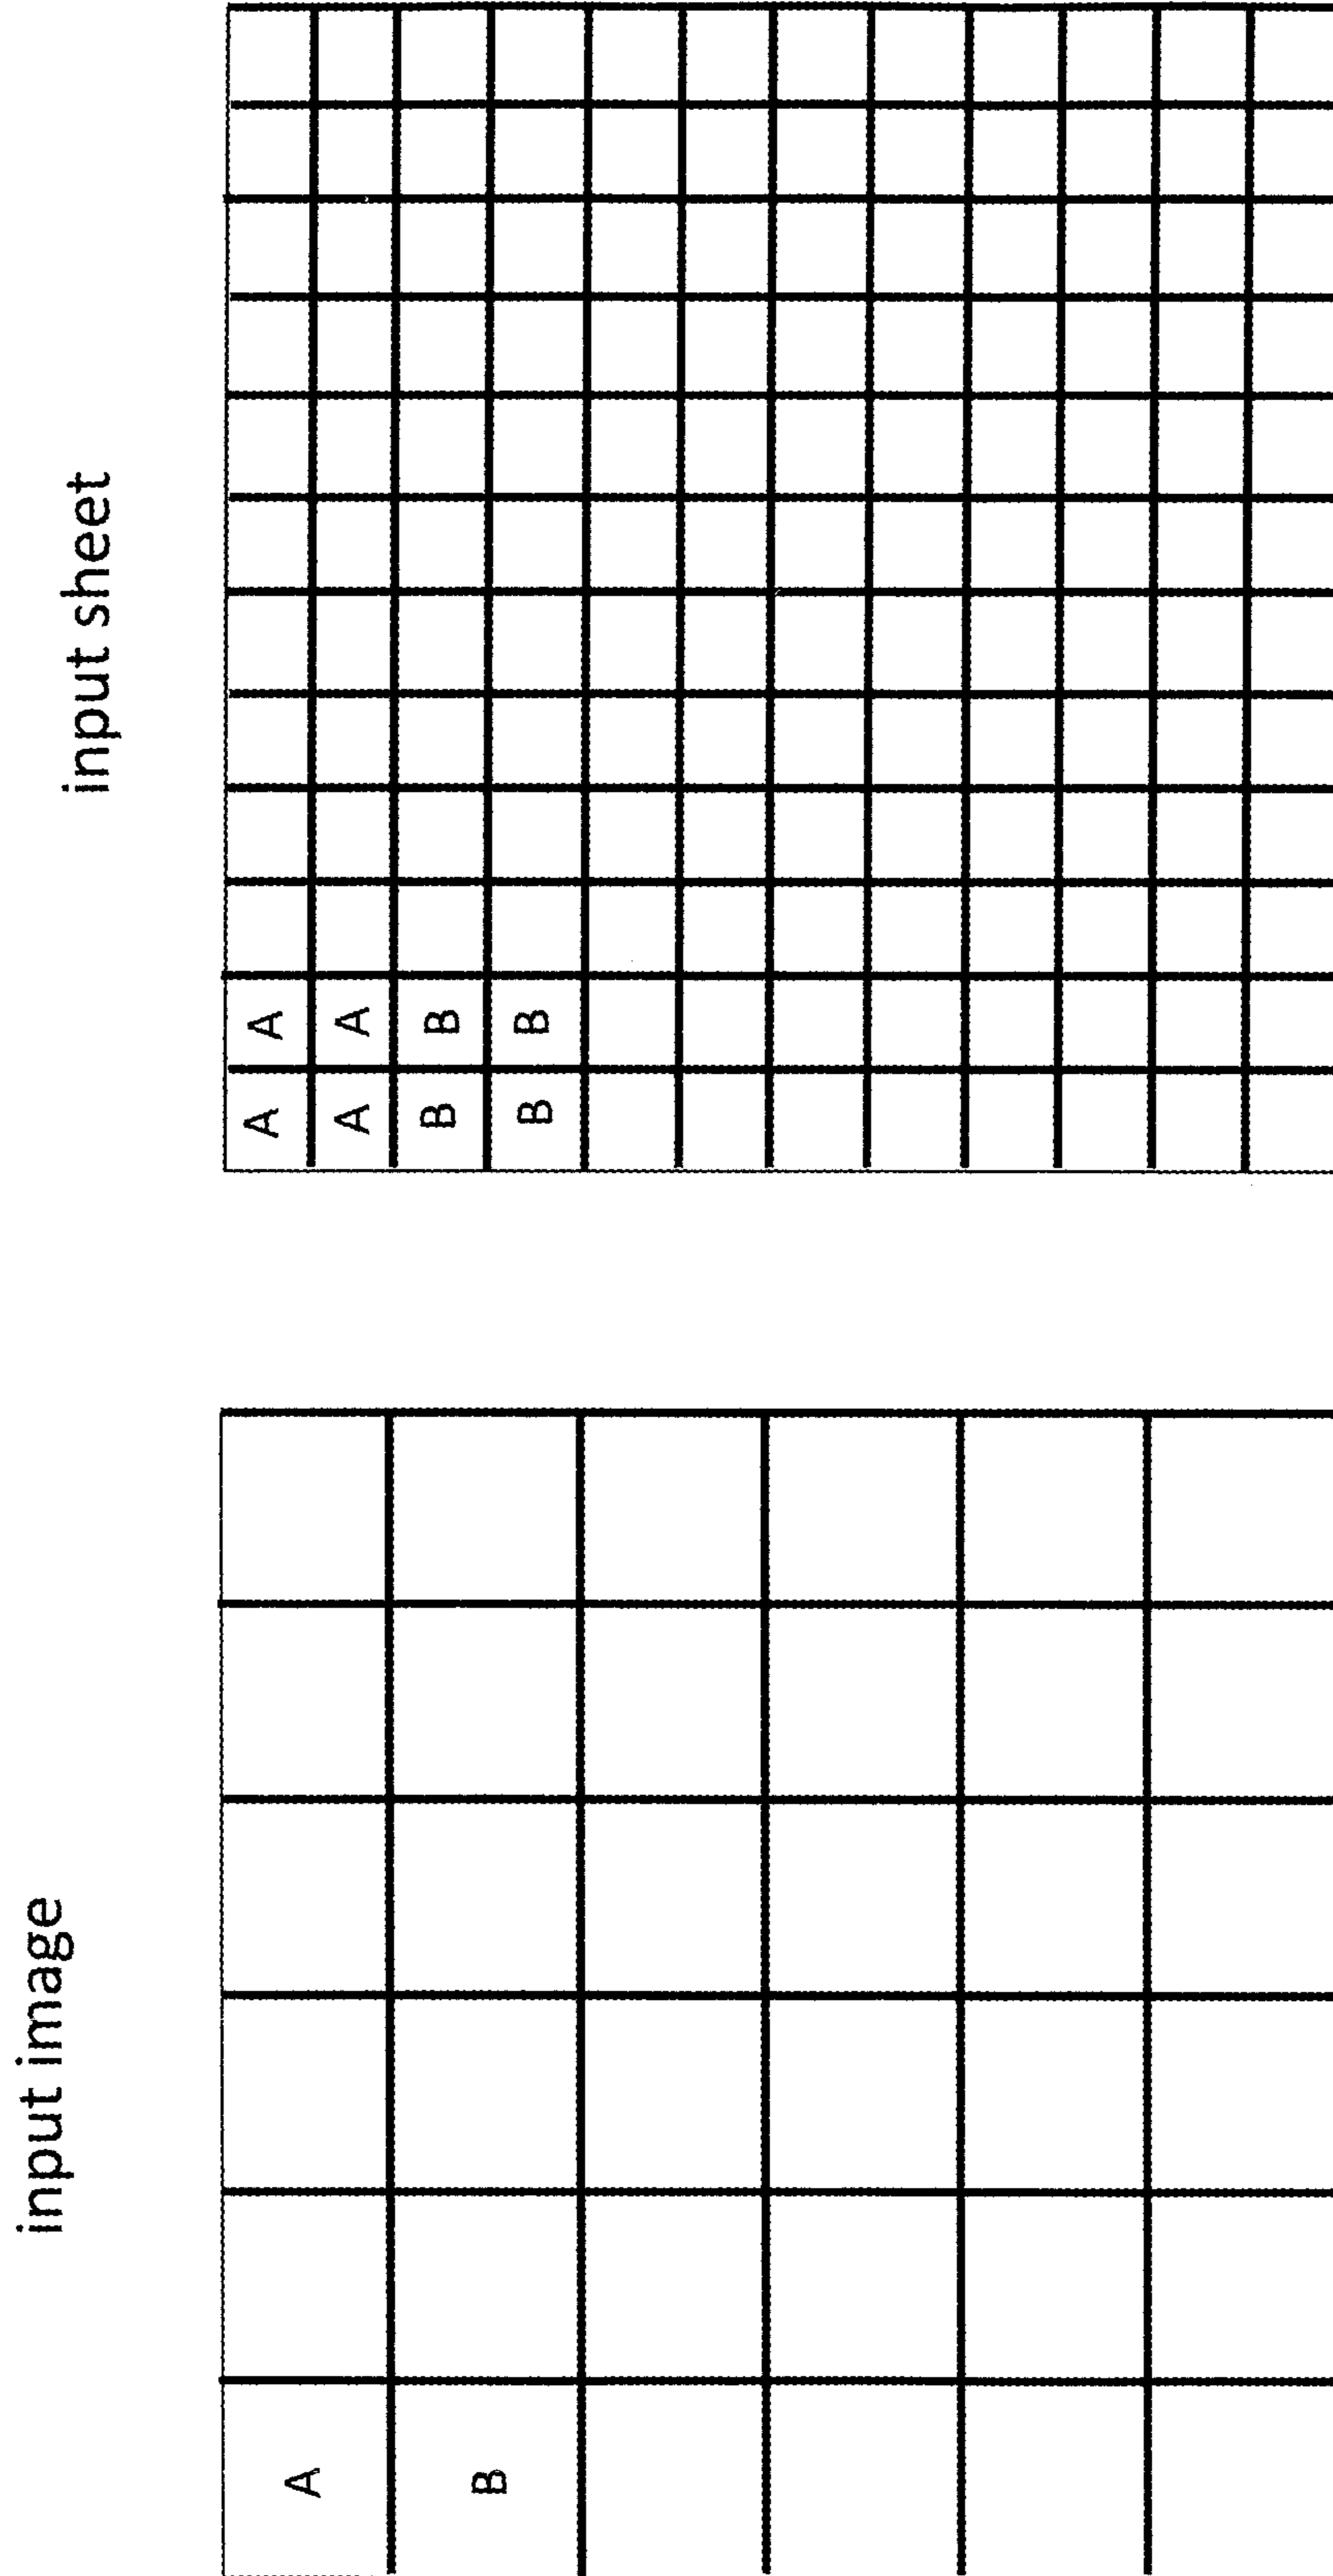 input image
A
B
input sheet
A A
A A
B B
B B